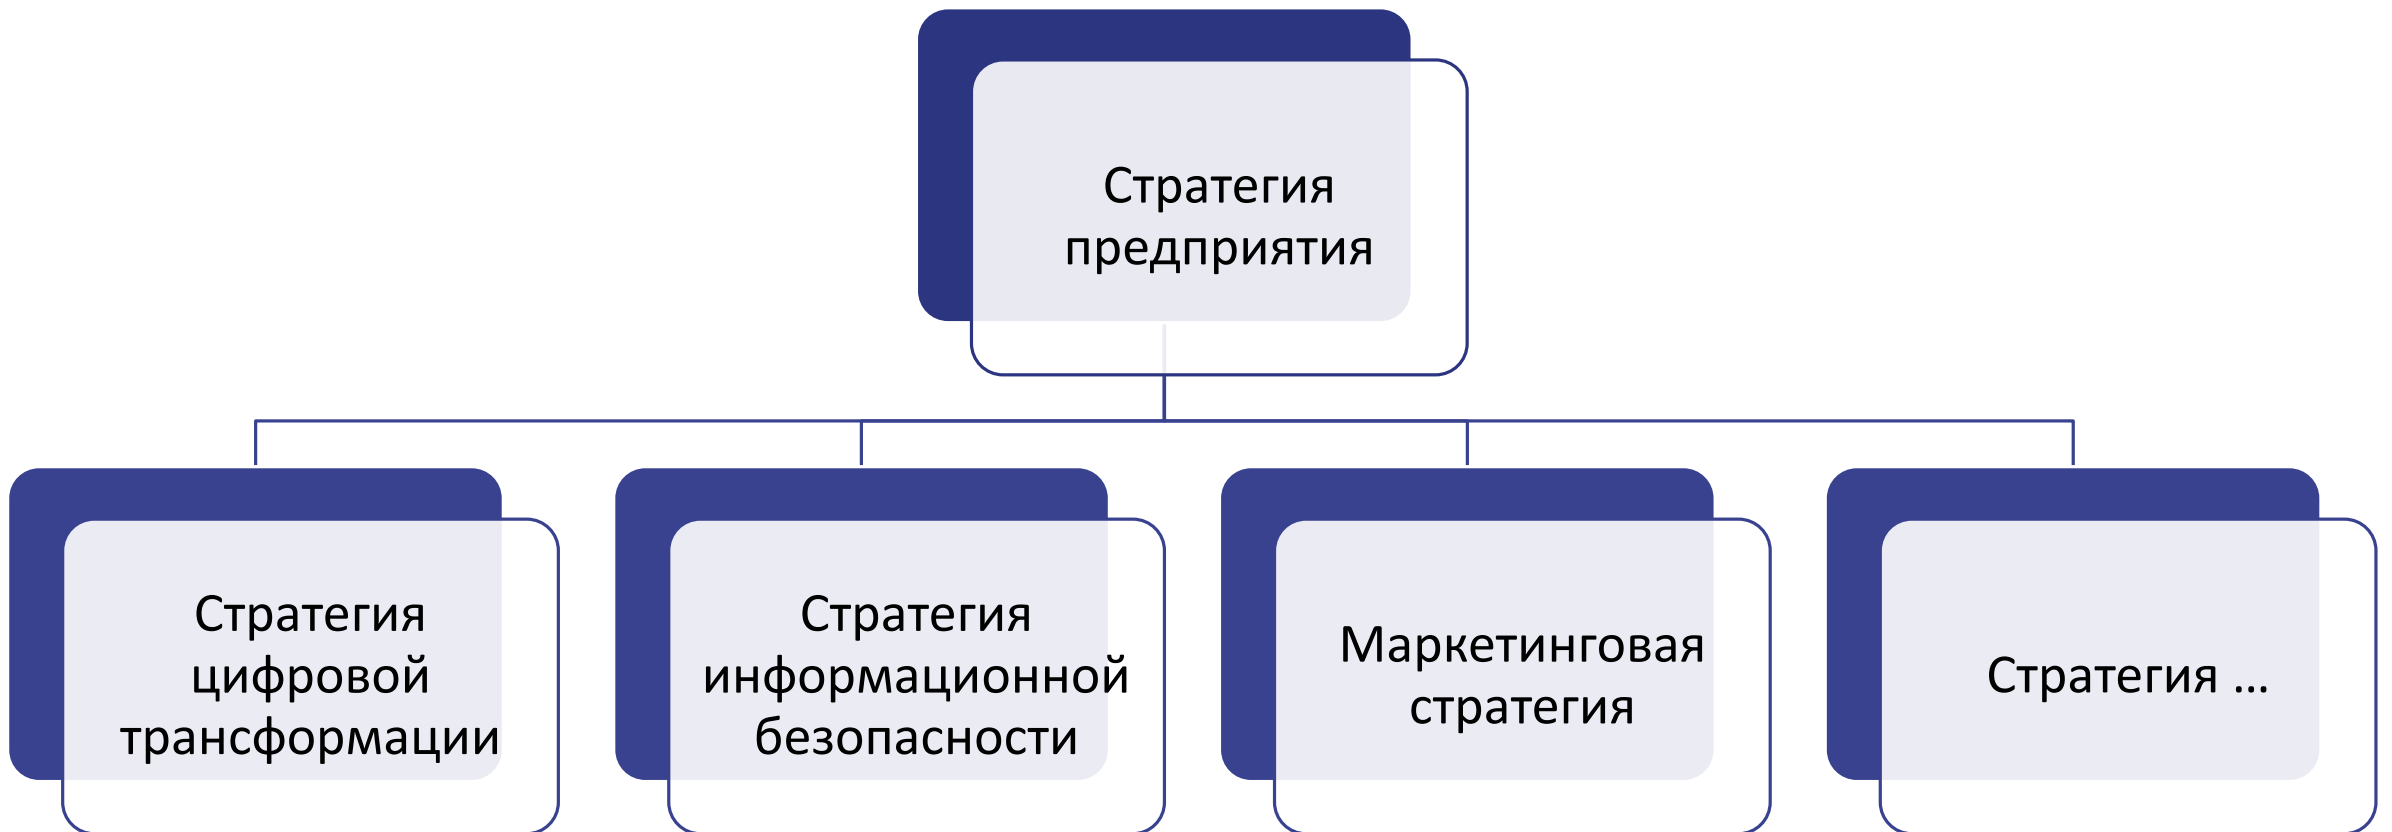 Стратегия
предприятия
Стратегия
цифровой
трансформации
Стратегия
информационной
безопасности
Маркетинговая
стратегия
Стратегия ...